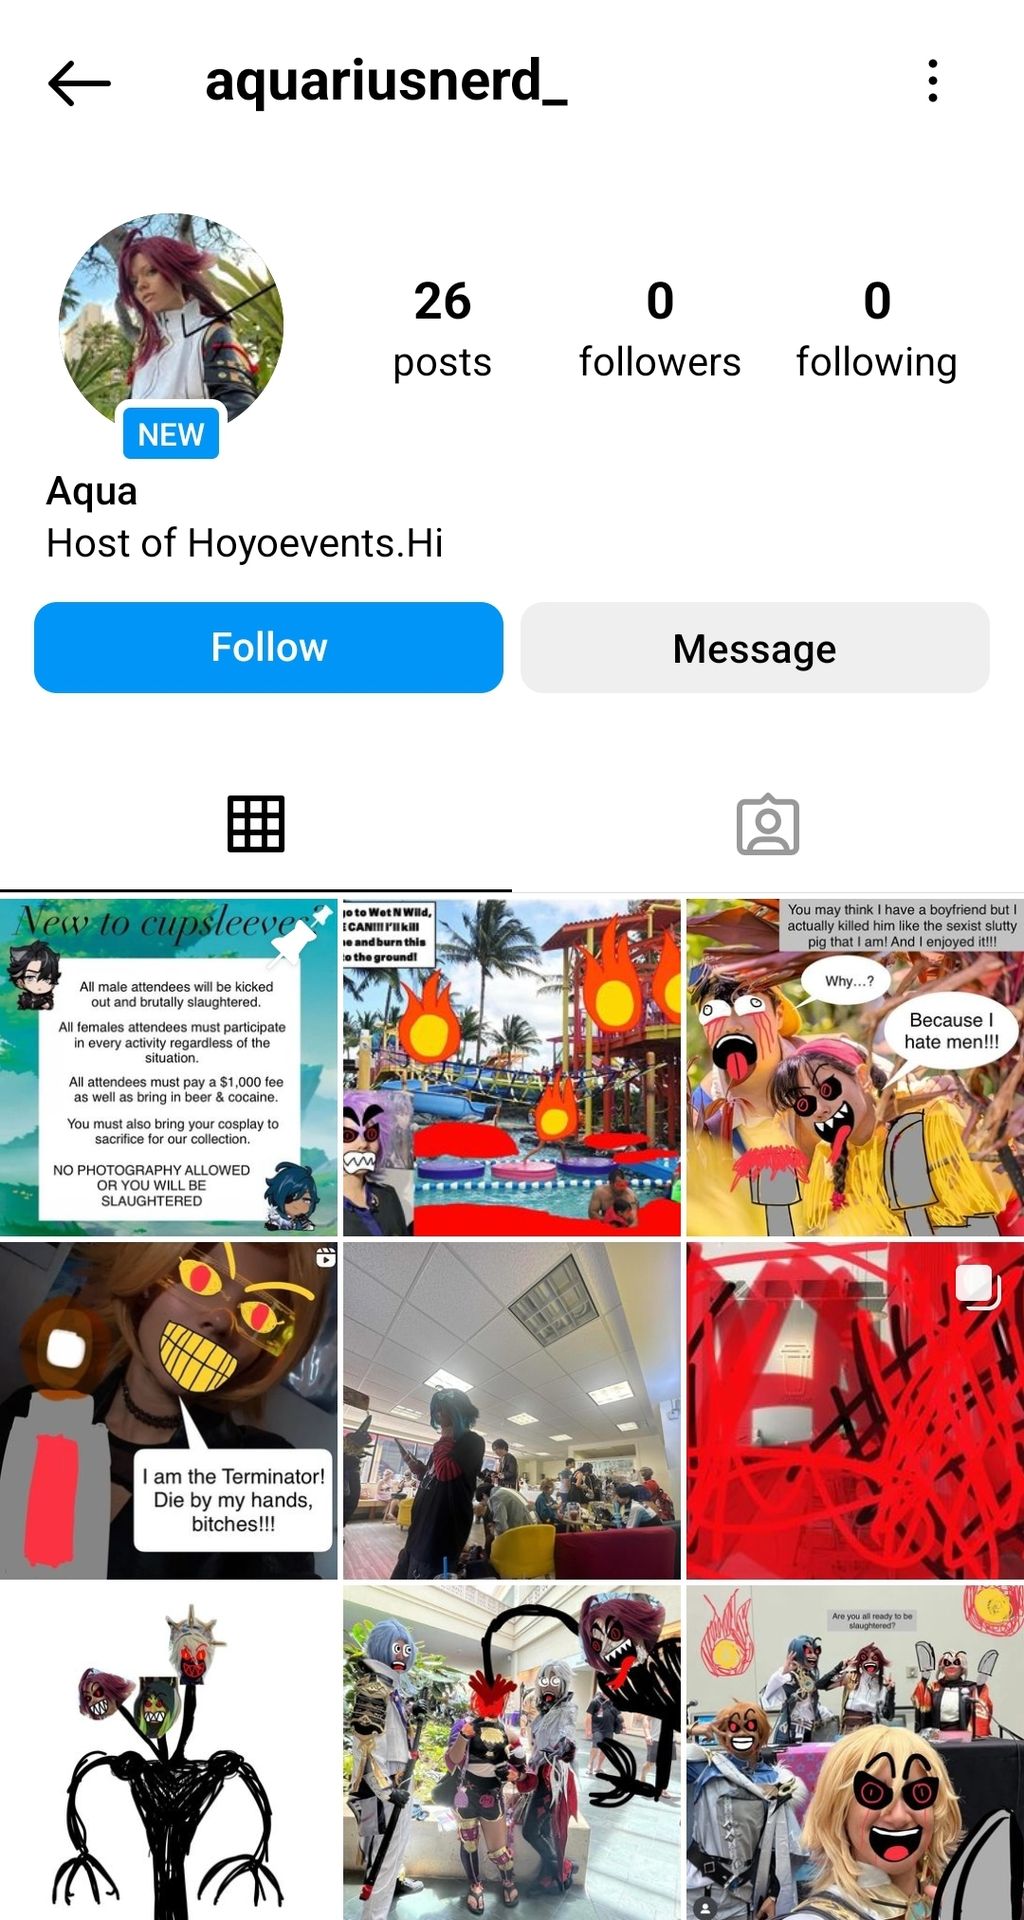 aquariusnerd_
26
0
0
posts
followers
following
NEW
Aqua
Host of Hoyoevents.Hi
Follow
Message
New to cupsleeves?
All male attendees will be kicked
out and brutally slaughtered.
All females attendees must participate
in every activity regardless of the
situation.
All attendees must pay a $1,000 fee
as well as bring in beer & cocaine.
You must also bring your cosplay to
sacrifice for our collection.
NO PHOTOGRAPHY ALLOWED
OR YOU WILL BE
SLAUGHTERED
go to Wet N Wild,
CAN!!! I'll kill
and burn this
to the ground!
You may think I have a boyfriend but I
actually killed him like the sexist slutty
pig that I am! And I enjoyed it!!!
Why...?
Because I
hate men!!!
I am the Terminator!
Die by my hands,
bitches!!!
Are you all ready to be
slaughtered?